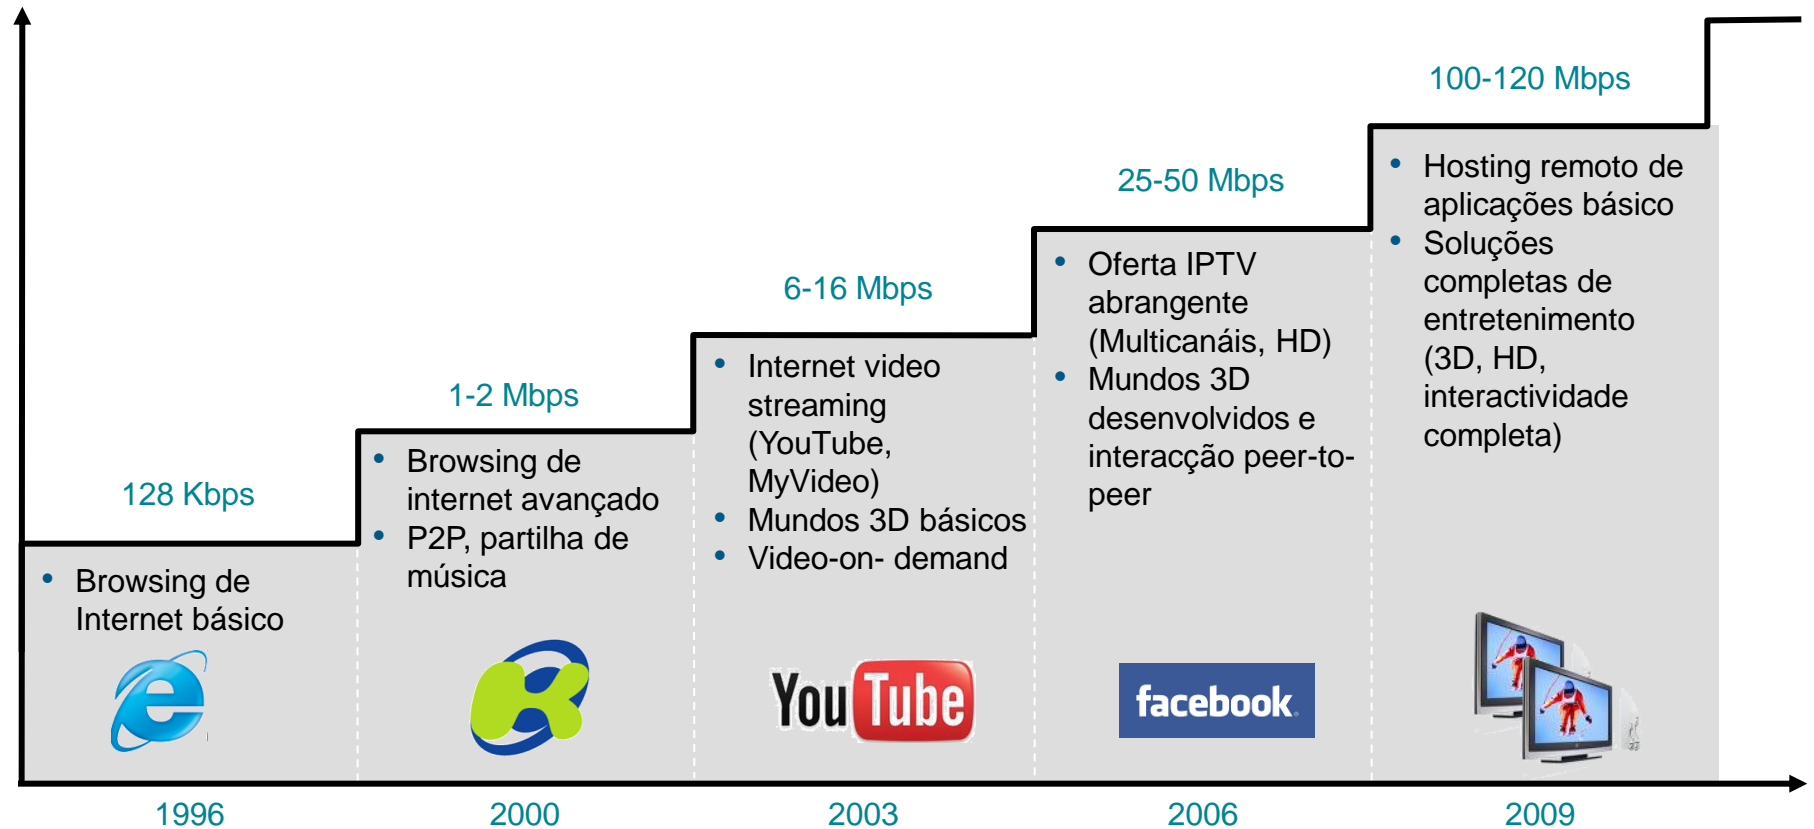 100-120 Mbps
25-50 Mbps
6-16 Mbps
1-2 Mbps
128 Kbps
• Browsing de
Internet básico
• Browsing de
internet avançado
• P2P, partilha de
música
• Internet video
streaming
(YouTube,
MyVideo)
• Mundos 3D básicos
• Video-on- demand
• Oferta IPTV
abrangente
(Multicanáis, HD)
• Mundos 3D
desenvolvidos e
interacção peer-to-
peer
• Hosting remoto de
aplicações básico
• Soluções
completas de
entretenimento
(3D, HD,
interactividade
completa)
YouTube
facebook
1996
2000
2003
2006
2009